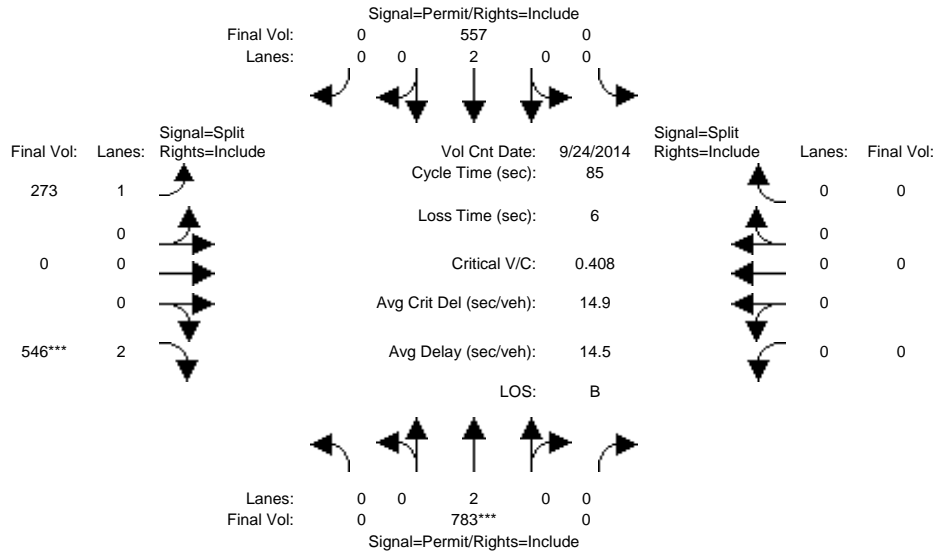 Signal=Permit/Rights=Include
Final Vol: 0 557 0
Lanes: 0 0 2 0 0
Signal=Split Signal=Split
Final Vol: Lanes: Rights=Include Vol Cnt Date: 9/24/2014 Rights=Include Lanes: Final Vol:
Cycle Time (sec): 85
273 1 0 0
Loss Time (sec): 6
0 0
0 0 Critical V/C: 0.408 0 0
0 Avg Crit Del (sec/veh): 14.9 0
546*** 2 Avg Delay (sec/veh): 14.5 0 0
LOS: B
Lanes: 0 0 2 0 0
Final Vol: 0 783*** 0
Signal=Permit/Rights=Include